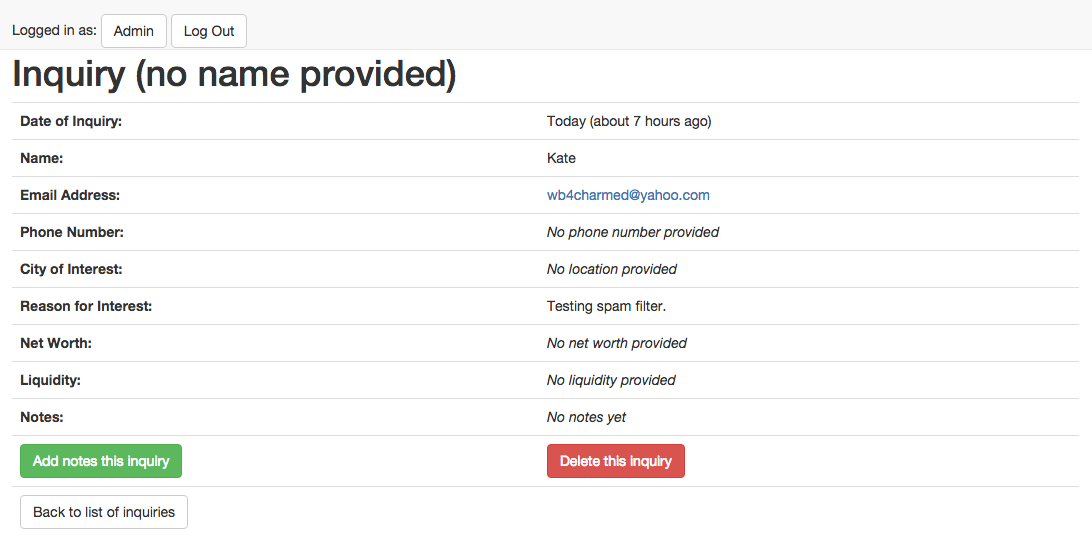 Logged in as: Admin Log Out
Inquiry (no name provided)
Date of Inquiry: Today (about 7 hours ago)
Name: Kate
Email Address: wb4charmed@yahoo.com
Phone Number: No phone number provided
City of Interest: No location provided
Reason for Interest: Testing spam filter.
Net Worth: No net worth provided
Liquidity: No liquidity provided
Notes: No notes yet
Add notes this inquiry Delete this inquiry
Back to list of inquiries